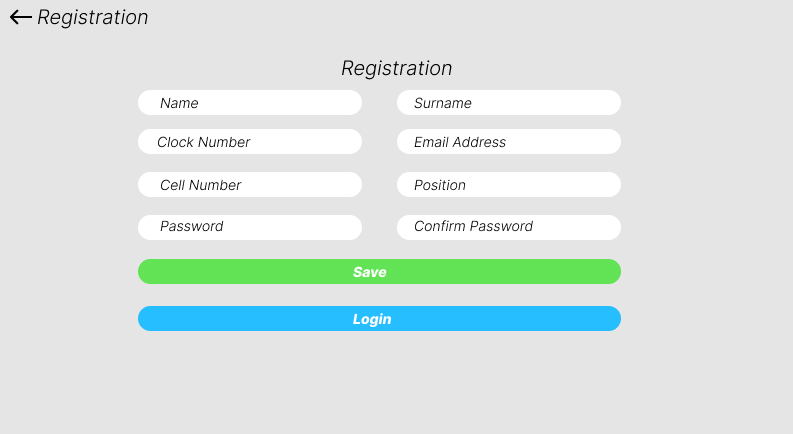 Registration
Registration
Name
Surname
Clock Number
Email Address
Cell Number
Position
Password
Confirm Password
Save
Login